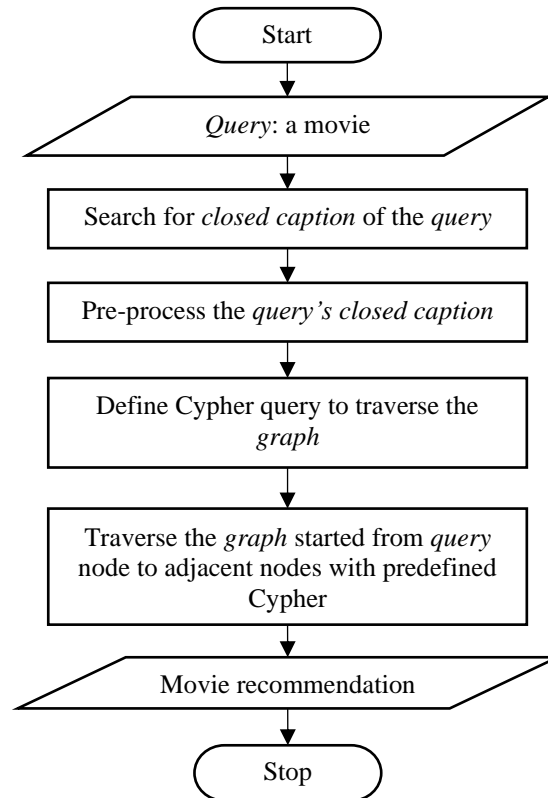 Start
Query: a movie
Search for closed caption of the query
Pre-process the query’s closed caption
Define Cypher query to traverse the
graph
Traverse the graph started from query
node to adjacent nodes with predefined
Cypher
Movie recommendation
Stop